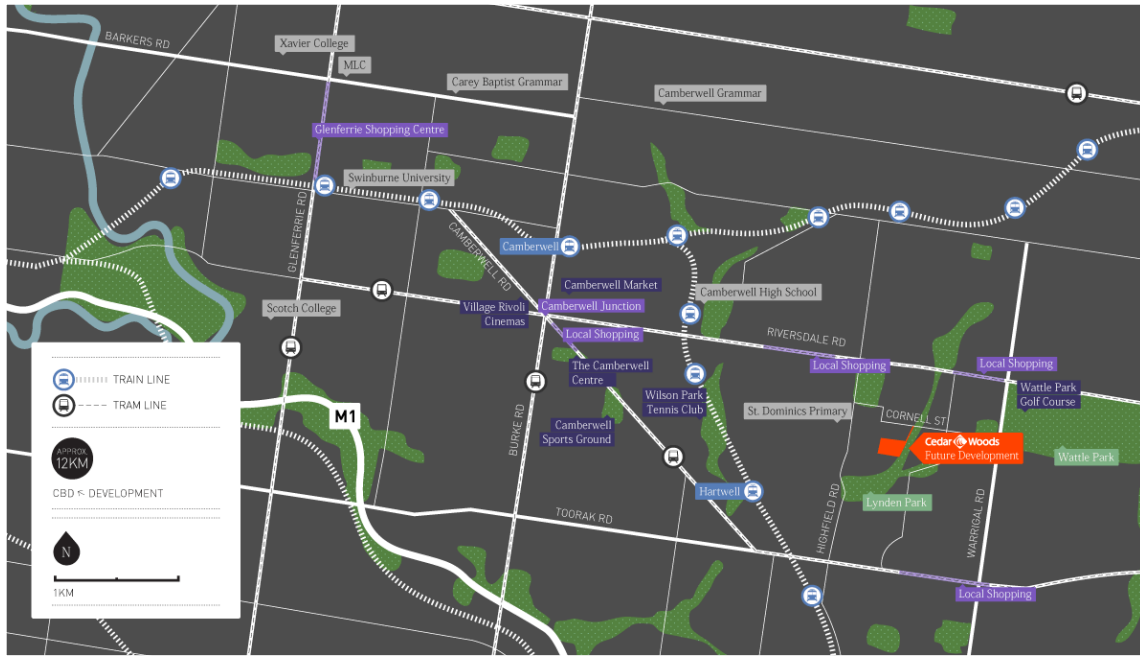 BARKERS RD
Xavier College
MLC
Carey Baptist Grammar
Camberwell Grammar
Glenferrie Shopping Centre
Swinburne University
GLENFERRIE RD
CAMBERWELL RD
Camberwell
Camberwell Market
Camberwell High School
Scotch College
Village Rivoli
Cinemas
Camberwell Junction
Local Shopping
RIVERSDALE RD
Local Shopping
Local Shopping
The Camberwell
Centre
Wilson Park
Tennis Club
Wattle Park
Golf Course
St. Dominics Primary
CORNELL ST
BURKE RD
Camberwell
Sports Ground
Cedar Woods
Future Development
Wattle Park
M1
Hartwell
Lynden Park
HIGHFIELD RD
WARRIGAL RD
TOORAK RD
Local Shopping
TRAIN LINE
TRAM LINE
APPROX.
12KM
CBD ↖ DEVELOPMENT
N
1KM